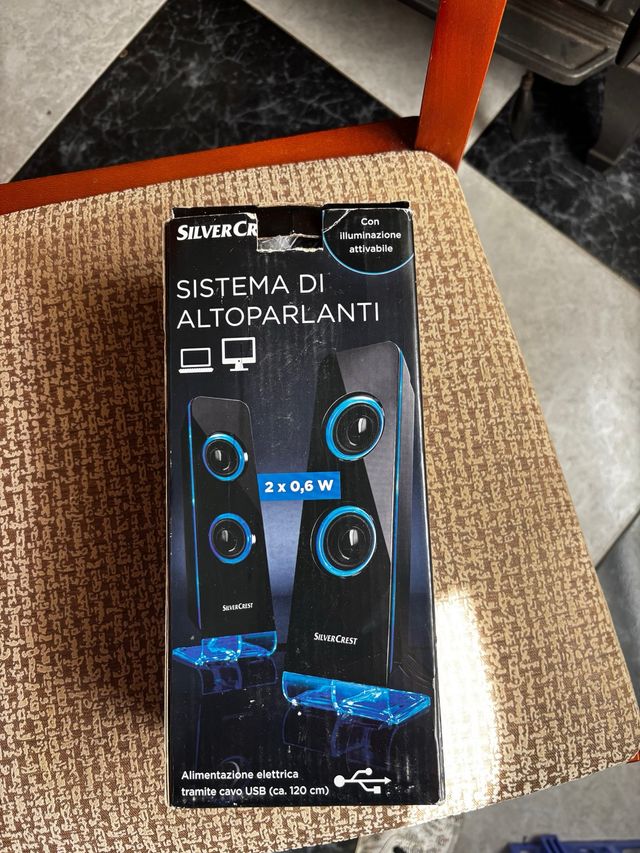 SILVERCR
Con
illuminazione
attivabile
SISTEMA DI
ALTOPARLANTI
2 x 0,6 W
SILVERCREST
SILVERCREST
Alimentazione elettrica
tramite cavo USB (ca. 120 cm)